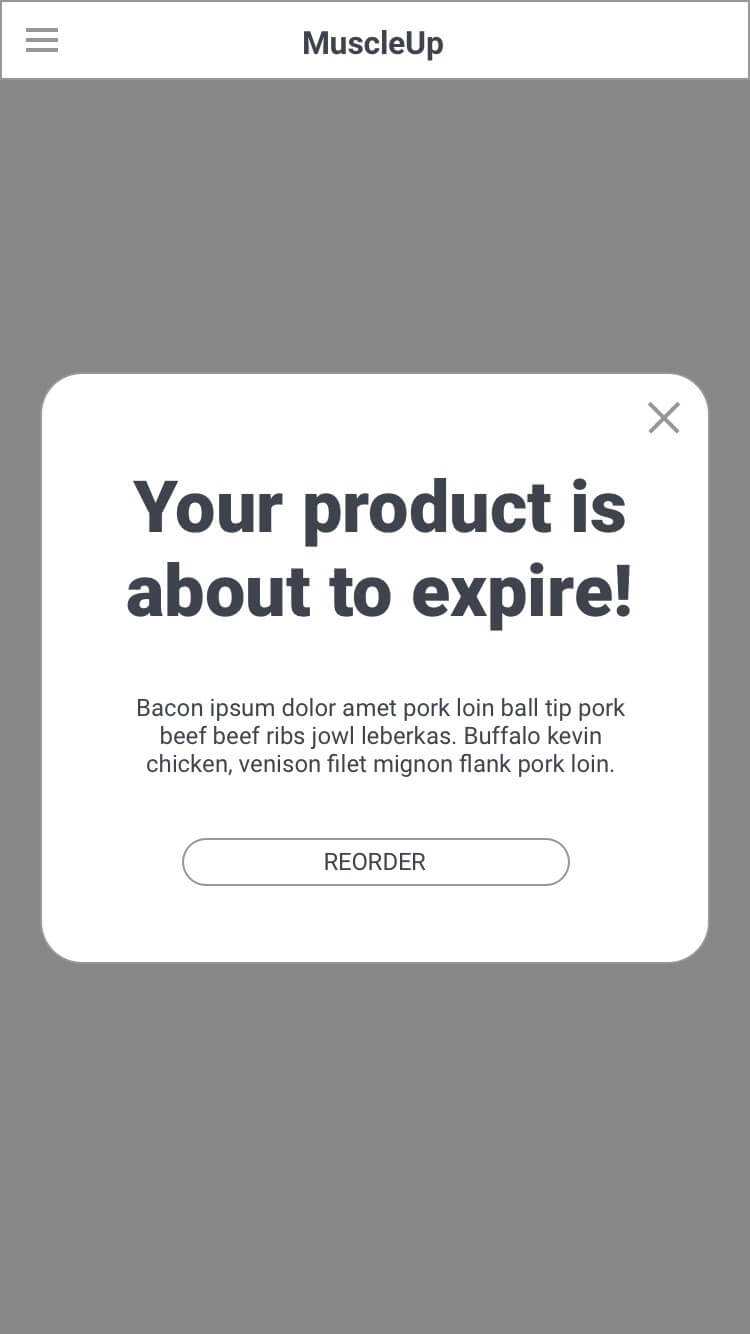 MuscleUp
Your product is
about to expire!
Bacon ipsum dolor amet pork loin ball tip pork
beef beef ribs jowl leberkas. Buffalo kevin
chicken, venison filet mignon flank pork loin.
REORDER